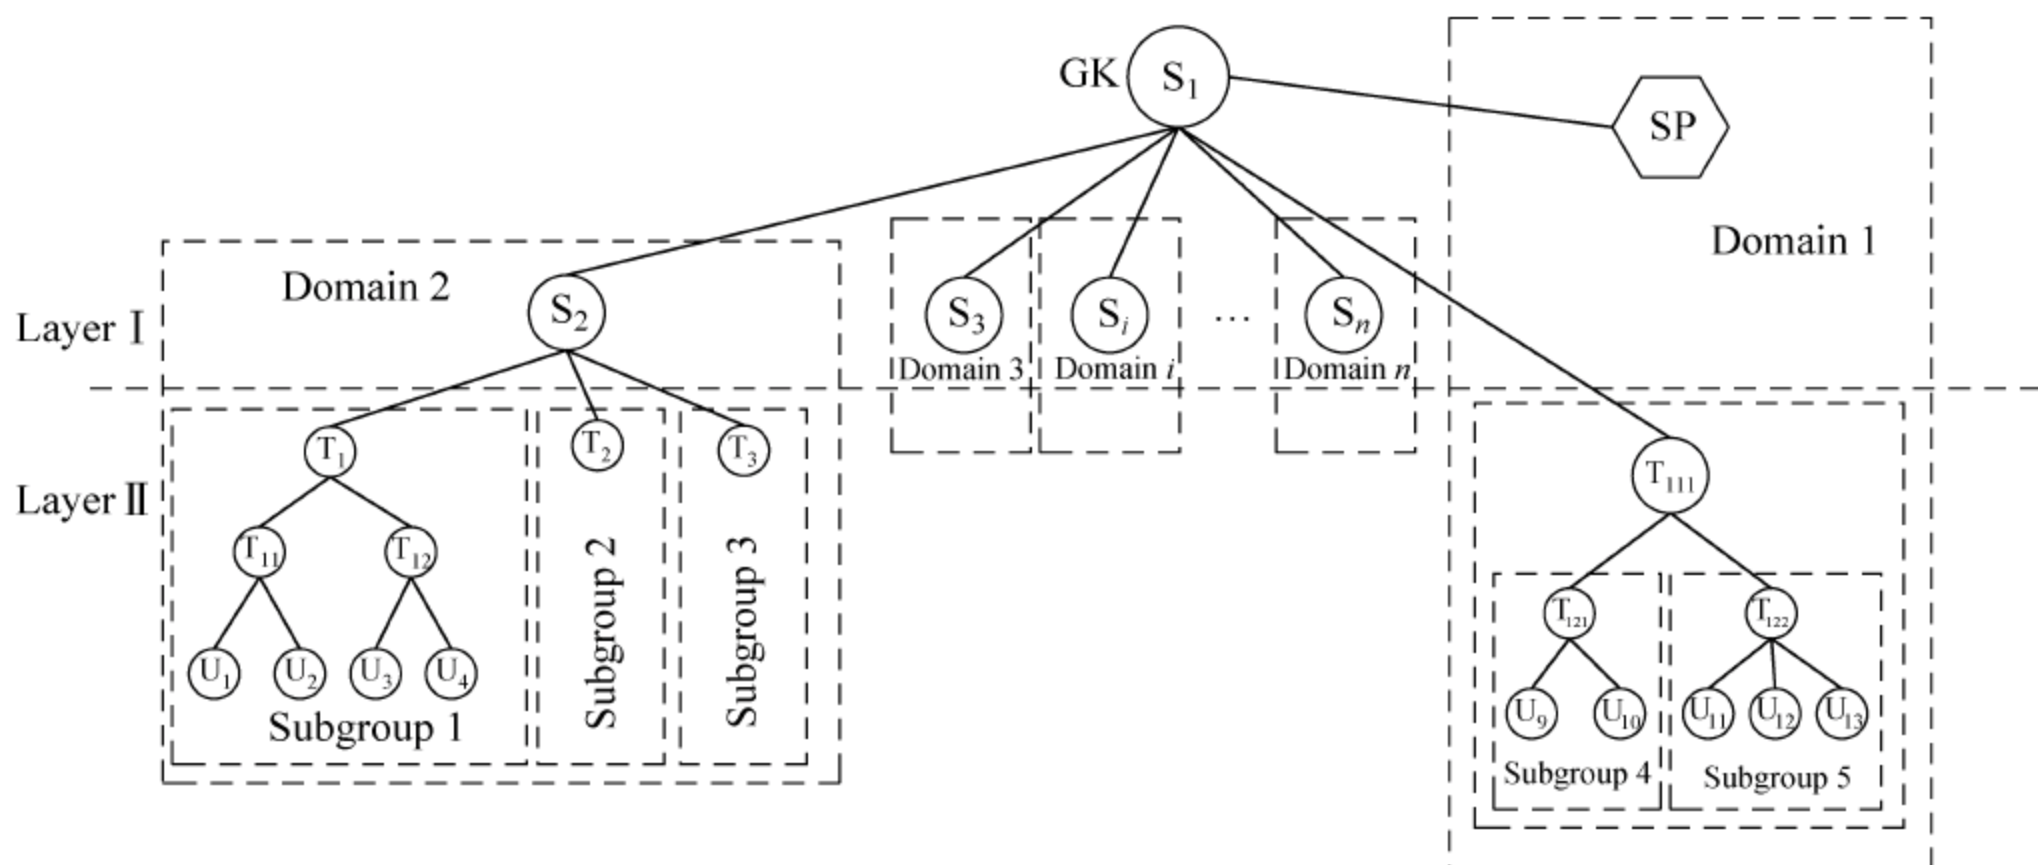 GK S₁
SP
Domain 1
Domain 2
S₂
Layer Ⅰ
S₃ Sᵢ … Sₙ
Domain 3 Domain i Domain n
Layer Ⅱ
T₁ T₂ T₃
T₁₁₁
T₁₁ T₁₂
Subgroup 2
Subgroup 3
T₁₂₁ T₁₂₂
U₁ U₂ U₃ U₄
Subgroup 1
U₉ U₁₀ U₁₁ U₁₂ U₁₃
Subgroup 4 Subgroup 5